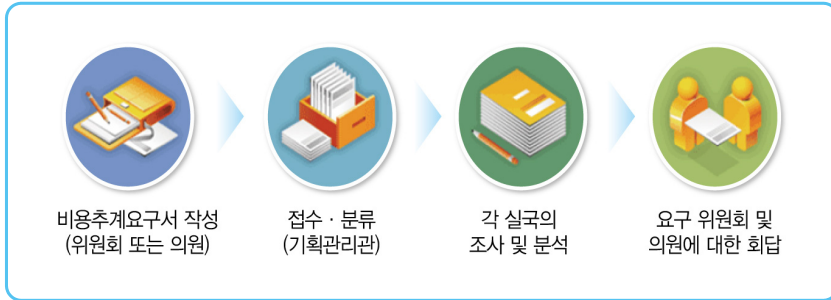 비용추계요구서 작성
(위원회 또는 의원)
접수 · 분류
(기획관리관)
각 실국의
조사 및 분석
요구 위원회 및
의원에 대한 회답